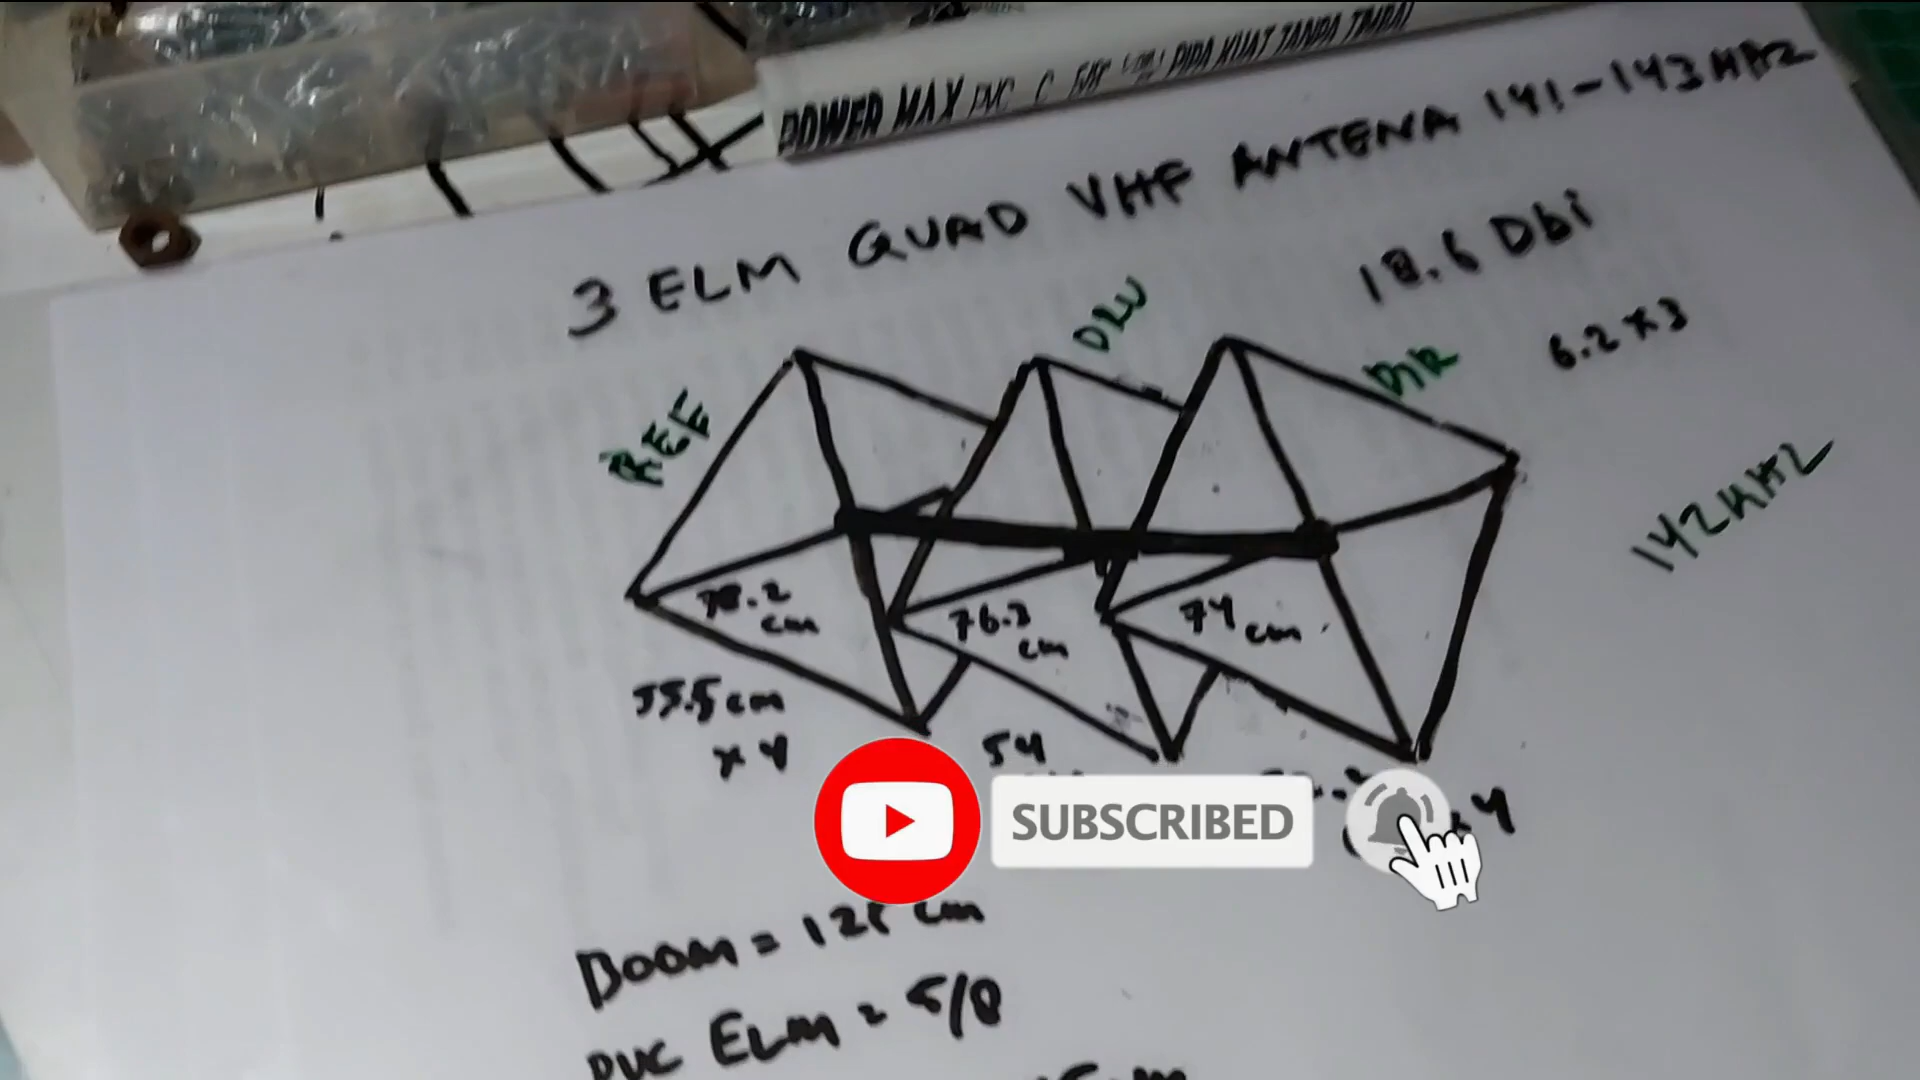 POWER MAX PVC C PIPA KUAT TANPA TIMBAL
3 ELM QUAD VHF ANTENA 141-143 MHZ
18.6 Dbi
6.2 x 3
REF
DRV
DIR
142 MHZ
78.2
cm
76.3
cm
74 cm
55.5 cm
x 4
54
x 4
SUBSCRIBED
BOOM = 125 cm
PVC ELM = 5/8